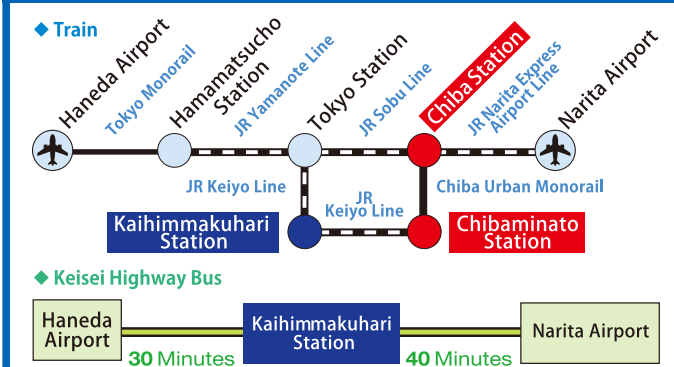 ◆ Train
Haneda Airport
Tokyo Monorail
Hamamatsucho
Station
JR Yamanote Line
Tokyo Station
JR Sobu Line
Chiba Station
JR Narita Express
Airport Line
Narita Airport
JR Keiyo Line
JR
Keiyo Line
Chiba Urban Monorail
Kaihimmakuhari
Station
Chibaminato
Station
◆ Keisei Highway Bus
Haneda
Airport
30 Minutes
Kaihimmakuhari
Station
40 Minutes
Narita Airport